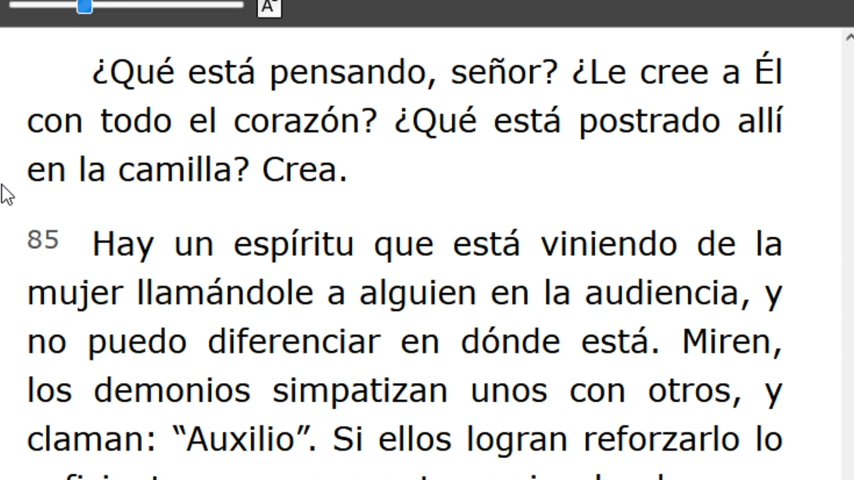 A
¿Qué está pensando, señor? ¿Le cree a Él
con todo el corazón? ¿Qué está postrado allí
en la camilla? Crea.
85 Hay un espíritu que está viniendo de la
mujer llamándole a alguien en la audiencia, y
no puedo diferenciar en dónde está. Miren,
los demonios simpatizan unos con otros, y
claman: “Auxilio”. Si ellos logran reforzarlo lo